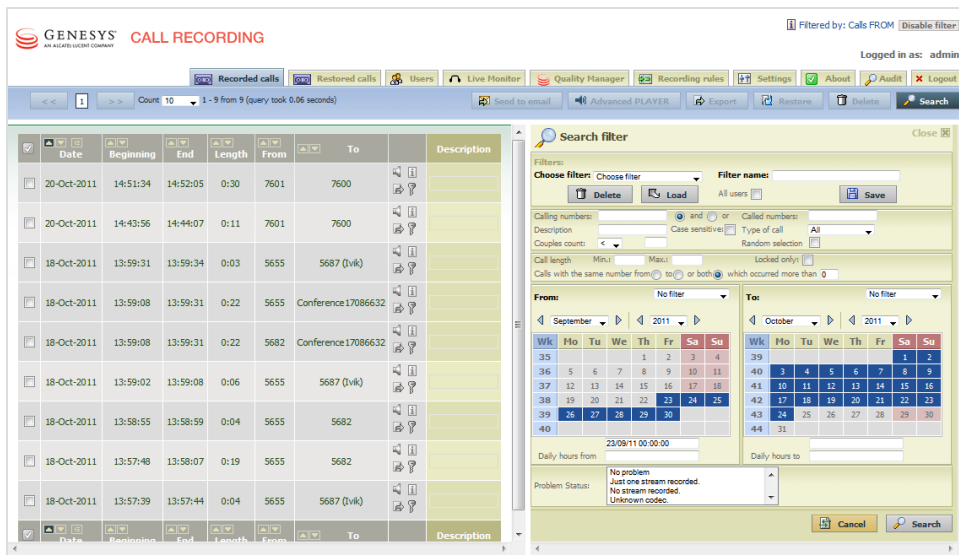 Filtered by: Calls FROM Disable filter
GENESYS CALL RECORDING
AN ALCATEL-LUCENT COMPANY
Logged in as: admin
Recorded calls Restored calls Users Live Monitor Quality Manager Recording rules Settings About Audit Logout
<< 1 >> Count 10 1 - 9 from 9 (query took 0.06 seconds) Send to email Advanced PLAYER Export Restore Delete Search
Date Beginning End Length From To Description
20-Oct-2011 14:51:34 14:52:05 0:30 7601 7600
20-Oct-2011 14:43:56 14:44:07 0:11 7601 7600
18-Oct-2011 13:59:31 13:59:34 0:03 5655 5687 (Ivik)
18-Oct-2011 13:59:08 13:59:31 0:22 5655 Conference17086632
18-Oct-2011 13:59:08 13:59:31 0:22 5682 Conference17086632
18-Oct-2011 13:59:02 13:59:08 0:06 5655 5687 (Ivik)
18-Oct-2011 13:58:55 13:58:59 0:04 5655 5682
18-Oct-2011 13:57:48 13:58:07 0:19 5655 5682
18-Oct-2011 13:57:39 13:57:44 0:04 5655 5687 (Ivik)
Date Beginning End Length From To Description
Search filter Close
Filters:
Choose filter: Choose filter Filter name:
Delete Load All users Save
Calling numbers: and or Called numbers:
Description Case sensitive: Type of call All
Couples count: < Random selection
Call length Min.: Max.: Locked only:
Calls with the same number from to or both which occurred more than 0
From: No filter
September 2011
Wk Mo Tu We Th Fr Sa Su
35 1 2 3 4
36 5 6 7 8 9 10 11
37 12 13 14 15 16 17 18
38 19 20 21 22 23 24 25
39 26 27 28 29 30
40
23/09/11 00:00:00
Daily hours from
To: No filter
October 2011
Wk Mo Tu We Th Fr Sa Su
39 1 2
40 3 4 5 6 7 8 9
41 10 11 12 13 14 15 16
42 17 18 19 20 21 22 23
43 24 25 26 27 28 29 30
44 31
Daily hours to
Problem Status: No problem
Just one stream recorded.
No stream recorded.
Unknown codec.
Cancel Search